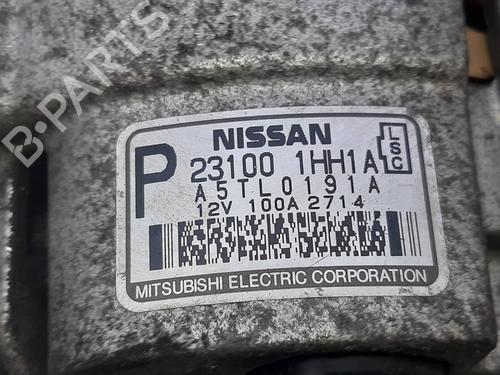 B-PARTS
NISSAN
P 23100 1HH1A LSC
A5TL0191A
12V 100A 2714
MITSUBISHI ELECTRIC CORPORATION